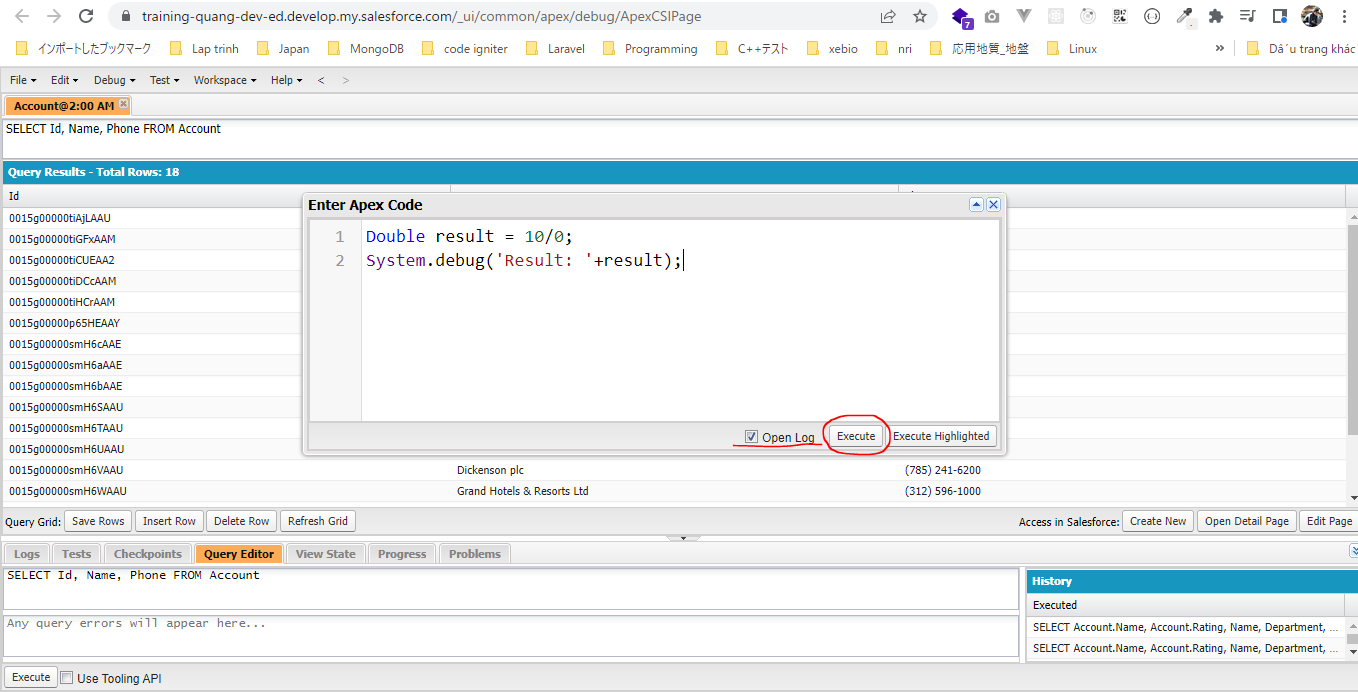 training-quang-dev-ed.develop.my.salesforce.com/_ui/common/apex/debug/ApexCSIPage
7
インポートしたブックマーク Lap trinh Japan MongoDB code igniter Laravel Programming C++テスト xebio nri 応用地質_地盤 Linux » Dấu trang khác
File Edit Debug Test Workspace Help < >
Account@2:00 AM
SELECT Id, Name, Phone FROM Account
Query Results - Total Rows: 18
Id
0015g00000tiAjLAAU
0015g00000tiGFxAAM
0015g00000tiCUEAA2
0015g00000tiDCcAAM
0015g00000tiHCrAAM
0015g00000p65HEAAY
0015g00000smH6cAAE
0015g00000smH6aAAE
0015g00000smH6bAAE
0015g00000smH6SAAU
0015g00000smH6TAAU
0015g00000smH6UAAU
0015g00000smH6VAAU Dickenson plc (785) 241-6200
0015g00000smH6WAAU Grand Hotels & Resorts Ltd (312) 596-1000
Enter Apex Code
1 Double result = 10/0;
2 System.debug('Result: '+result);
Open Log Execute Execute Highlighted
Query Grid: Save Rows Insert Row Delete Row Refresh Grid Access in Salesforce: Create New Open Detail Page Edit Page
Logs Tests Checkpoints Query Editor View State Progress Problems
SELECT Id, Name, Phone FROM Account
Any query errors will appear here...
History
Executed
SELECT Account.Name, Account.Rating, Name, Department, ...
SELECT Account.Name, Account.Rating, Name, Department, ...
Execute Use Tooling API